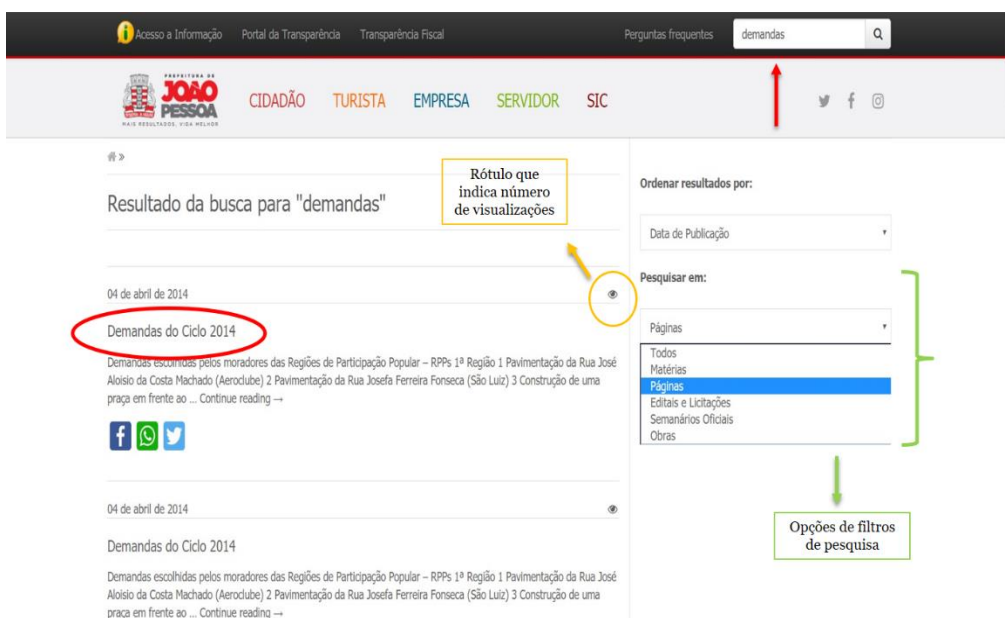 Acesso a Informação Portal da Transparência Transparência Fiscal Perguntas frequentes demandas
PREFEITURA DE
JOÃO
PESSOA
MAIS RESULTADOS, VIDA MELHOR
CIDADÃO TURISTA EMPRESA SERVIDOR SIC
»
Resultado da busca para "demandas"
Rótulo que
indica número
de visualizações
04 de abril de 2014
Demandas do Ciclo 2014
Demandas escolhidas pelos moradores das Regiões de Participação Popular – RPPs 1ª Região 1 Pavimentação da Rua José
Aloisio da Costa Machado (Aeroclube) 2 Pavimentação da Rua Josefa Ferreira Fonseca (São Luiz) 3 Construção de uma
praça em frente ao ... Continue reading →
04 de abril de 2014
Demandas do Ciclo 2014
Demandas escolhidas pelos moradores das Regiões de Participação Popular – RPPs 1ª Região 1 Pavimentação da Rua José
Aloisio da Costa Machado (Aeroclube) 2 Pavimentação da Rua Josefa Ferreira Fonseca (São Luiz) 3 Construção de uma
praça em frente ao ... Continue reading →
Ordenar resultados por:
Data de Publicação
Pesquisar em:
Páginas
Todos
Matérias
Páginas
Editais e Licitações
Semanários Oficiais
Obras
Opções de filtros
de pesquisa